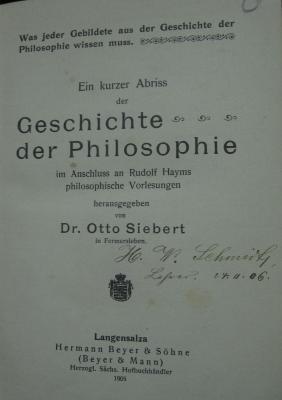 Was jeder Gebildete aus der Geschichte der
Philosophie wissen muss.
Ein kurzer Abriss
der
Geschichte
der Philosophie
im Anschluss an Rudolf Hayms
philosophische Vorlesungen
herausgegeben
von
Dr. Otto Siebert
in Fermersleben.
H. W. Schmidt,
06.
Langensalza
Hermann Beyer & Söhne
(Beyer & Mann)
Herzogl. Sächs. Hofbuchhändler
1905